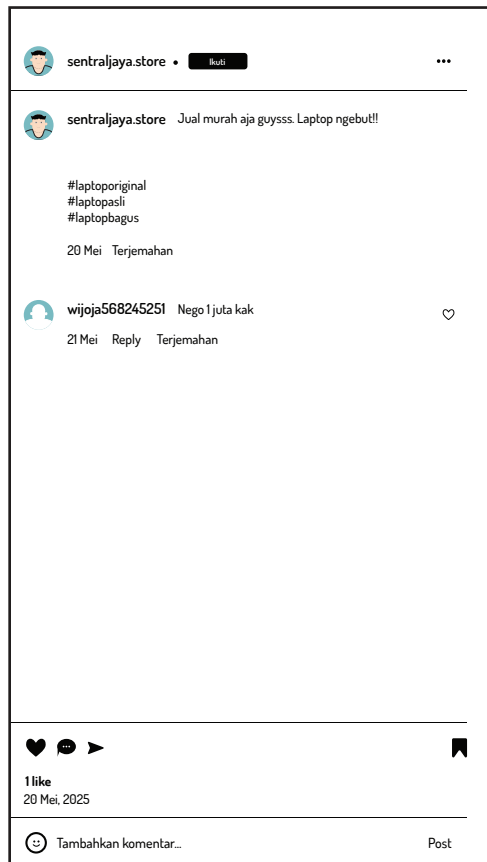 sentraljaya.store • Ikuti
sentraljaya.store Jual murah aja guysss. Laptop ngebut!!
#laptoporiginal
#laptopasli
#laptopbagus
20 Mei Terjemahan
wijoja568245251 Nego 1 juta kak
21 Mei Reply Terjemahan
1 like
20 Mei, 2025
Tambahkan komentar... Post